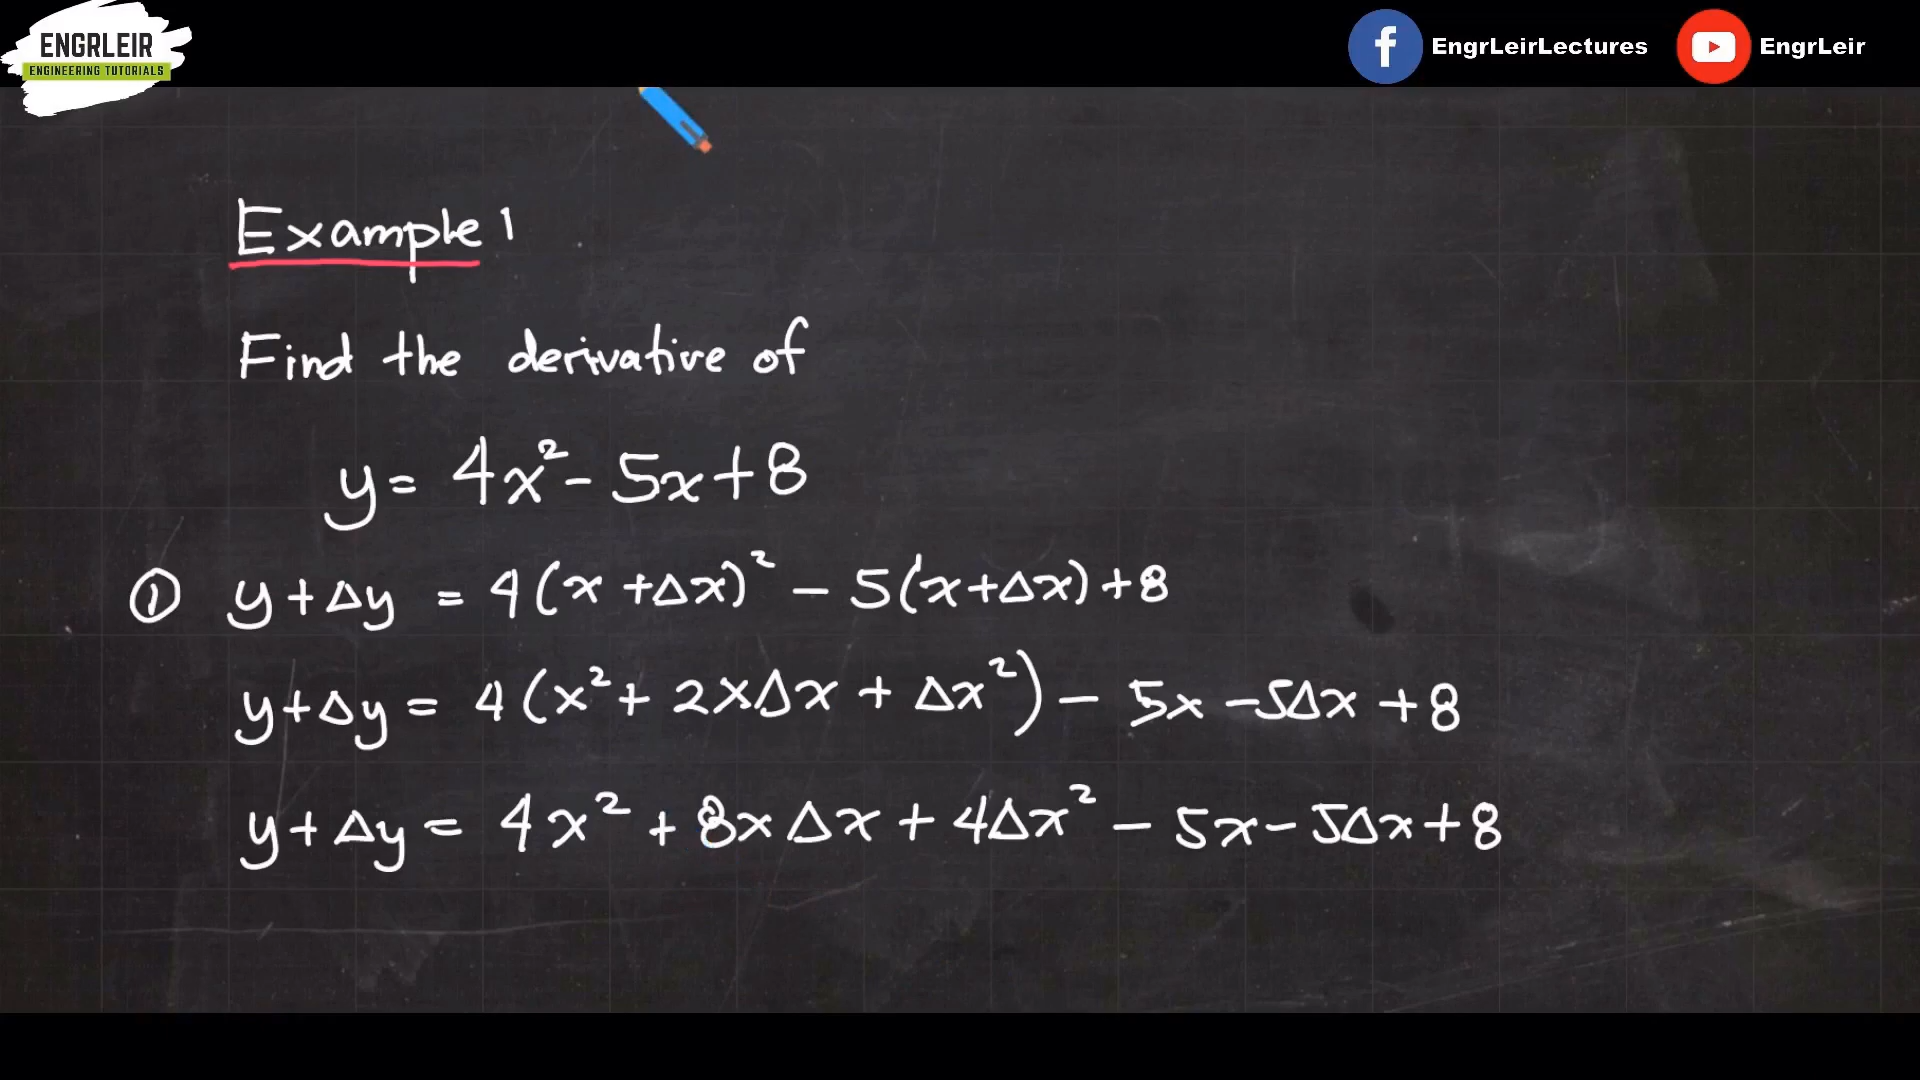 ENGRLEIR
ENGINEERING TUTORIALS
f EngrLeirLectures EngrLeir
Example 1
Find the derivative of
y = 4x² - 5x + 8
① y + Δy = 4(x + Δx)² - 5(x + Δx) + 8
y + Δy = 4(x² + 2xΔx + Δx²) - 5x - 5Δx + 8
y + Δy = 4x² + 8xΔx + 4Δx² - 5x - 5Δx + 8